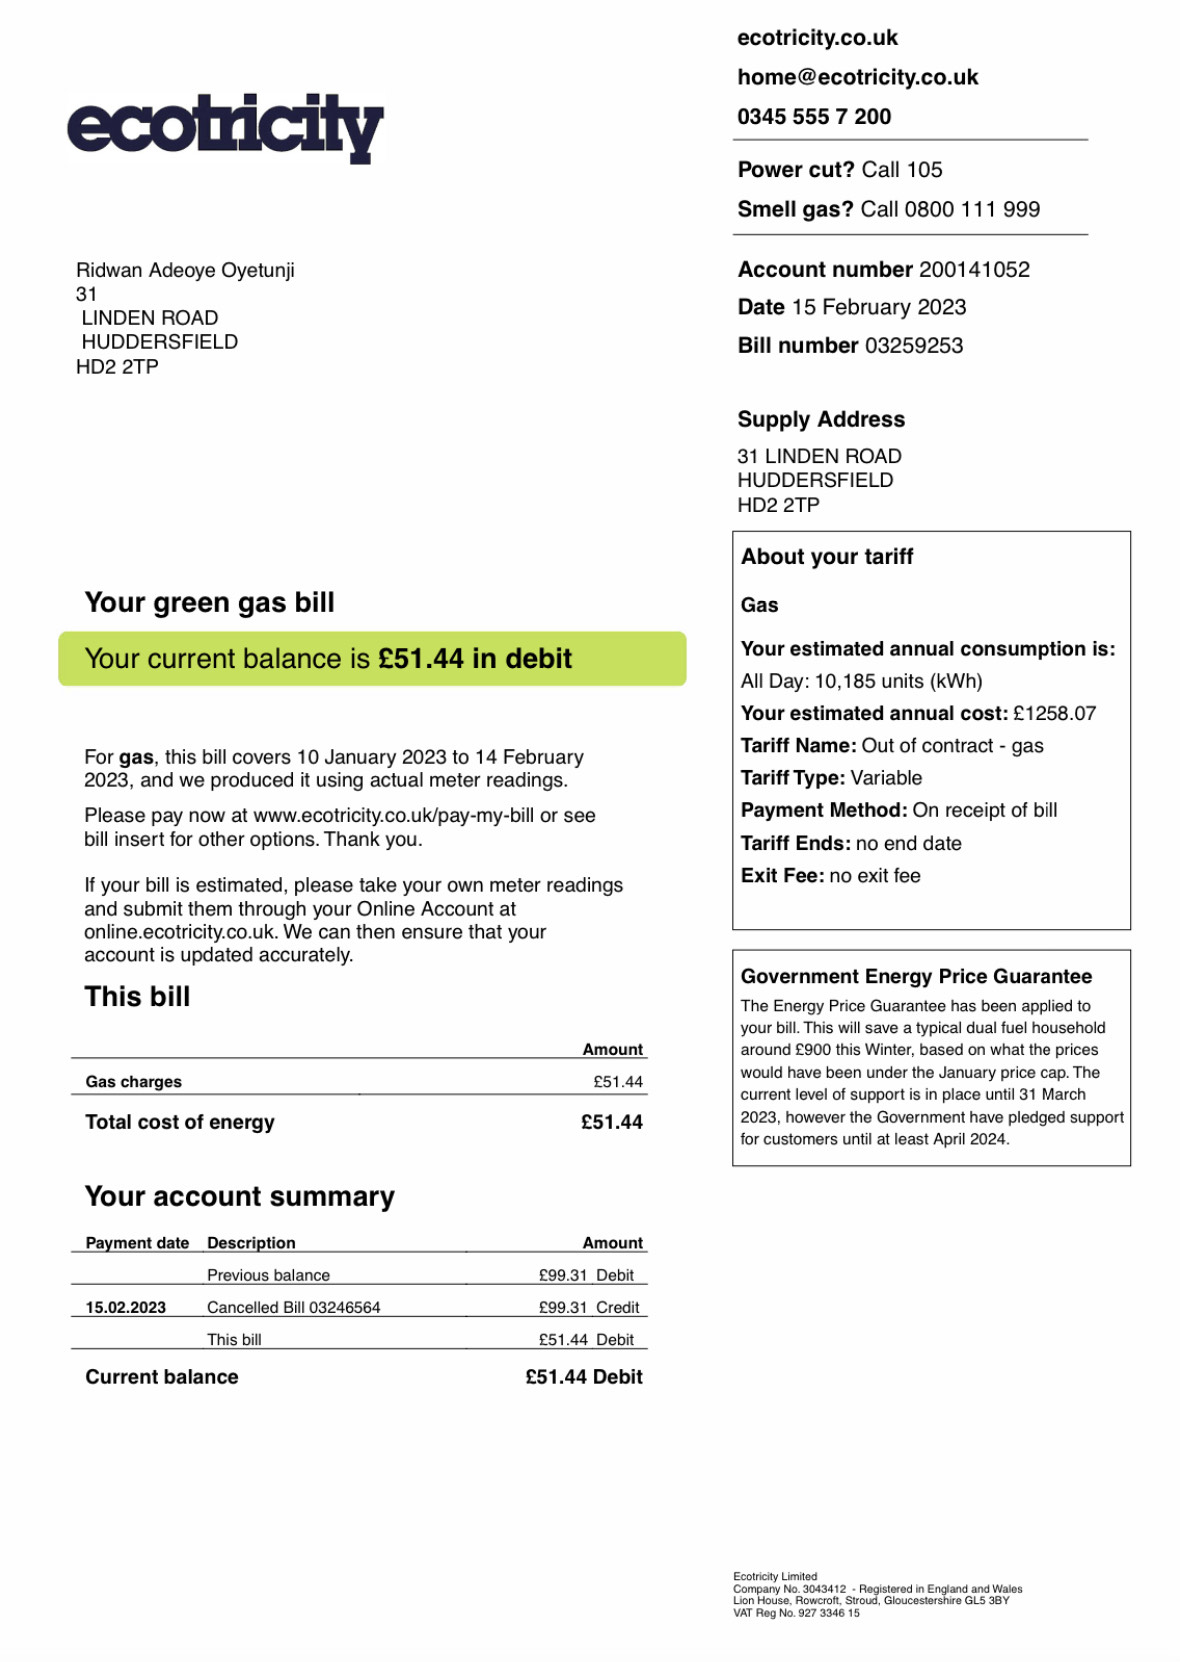 ecotricity
ecotricity.co.uk
home@ecotricity.co.uk
0345 555 7 200
Power cut? Call 105
Smell gas? Call 0800 111 999
Ridwan Adeoye Oyetunji
31
LINDEN ROAD
HUDDERSFIELD
HD2 2TP
Account number 200141052
Date 15 February 2023
Bill number 03259253
Supply Address
31 LINDEN ROAD
HUDDERSFIELD
HD2 2TP
Your green gas bill
Your current balance is £51.44 in debit
For gas, this bill covers 10 January 2023 to 14 February
2023, and we produced it using actual meter readings.
Please pay now at www.ecotricity.co.uk/pay-my-bill or see
bill insert for other options. Thank you.
If your bill is estimated, please take your own meter readings
and submit them through your Online Account at
online.ecotricity.co.uk. We can then ensure that your
account is updated accurately.
About your tariff
Gas
Your estimated annual consumption is:
All Day: 10,185 units (kWh)
Your estimated annual cost: £1258.07
Tariff Name: Out of contract - gas
Tariff Type: Variable
Payment Method: On receipt of bill
Tariff Ends: no end date
Exit Fee: no exit fee
Government Energy Price Guarantee
The Energy Price Guarantee has been applied to
your bill. This will save a typical dual fuel household
around £900 this Winter, based on what the prices
would have been under the January price cap. The
current level of support is in place until 31 March
2023, however the Government have pledged support
for customers until at least April 2024.
This bill
Amount
Gas charges £51.44
Total cost of energy £51.44
Your account summary
Payment date Description Amount
Previous balance £99.31 Debit
15.02.2023 Cancelled Bill 03246564 £99.31 Credit
This bill £51.44 Debit
Current balance £51.44 Debit
Ecotricity Limited
Company No. 3043412 - Registered in England and Wales
Lion House, Rowcroft, Stroud, Gloucestershire GL5 3BY
VAT Reg No. 927 3346 15